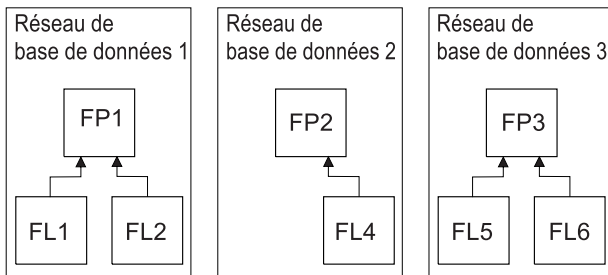 Réseau de
base de données 1
FP1
FL1
FL2
Réseau de
base de données 2
FP2
FL4
Réseau de
base de données 3
FP3
FL5
FL6